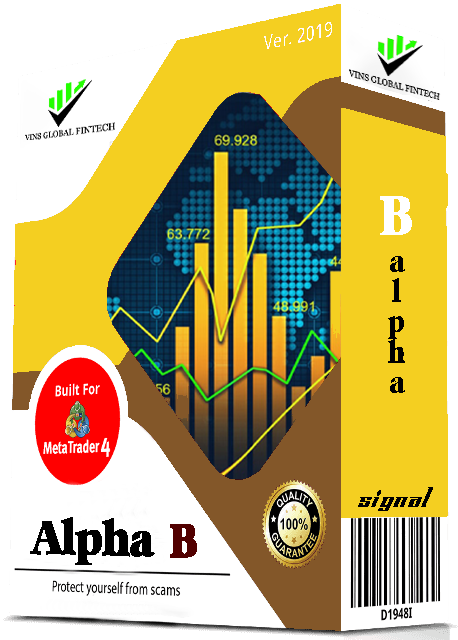 Ver. 2019
VINS GLOBAL FINTECH
69.928
63.772
48.991
44
56
Built For
MetaTrader 4
Alpha B
Protect yourself from scams
QUALITY
100%
GUARANTEE
VINS GLOBAL FINTECH
B
a
l
p
h
a
signal
D1948I